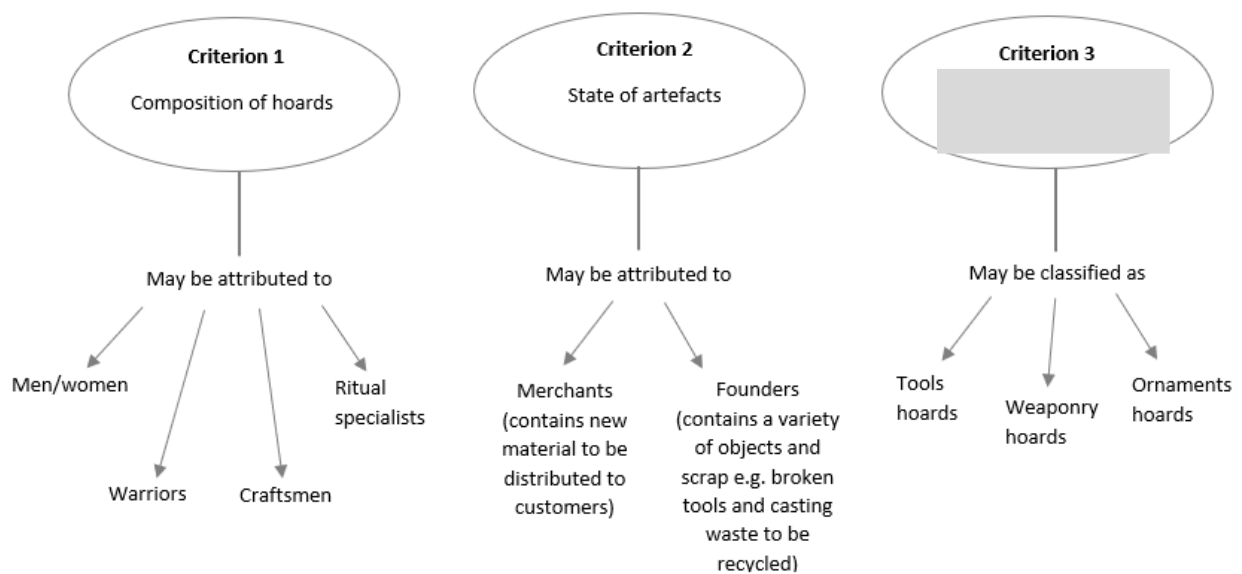 Criterion 1
Composition of hoards
May be attributed to
Men/women
Warriors
Craftsmen
Ritual
specialists
Criterion 2
State of artefacts
May be attributed to
Merchants
(contains new
material to be
distributed to
customers)
Founders
(contains a variety
of objects and
scrap e.g. broken
tools and casting
waste to be
recycled)
Criterion 3
May be classified as
Tools
hoards
Weaponry
hoards
Ornaments
hoards